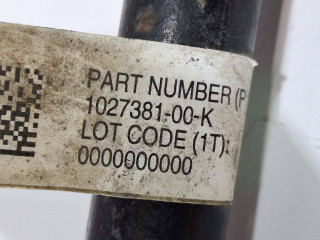 PART NUMBER (P
1027381-00-K
LOT CODE (1T):
0000000000